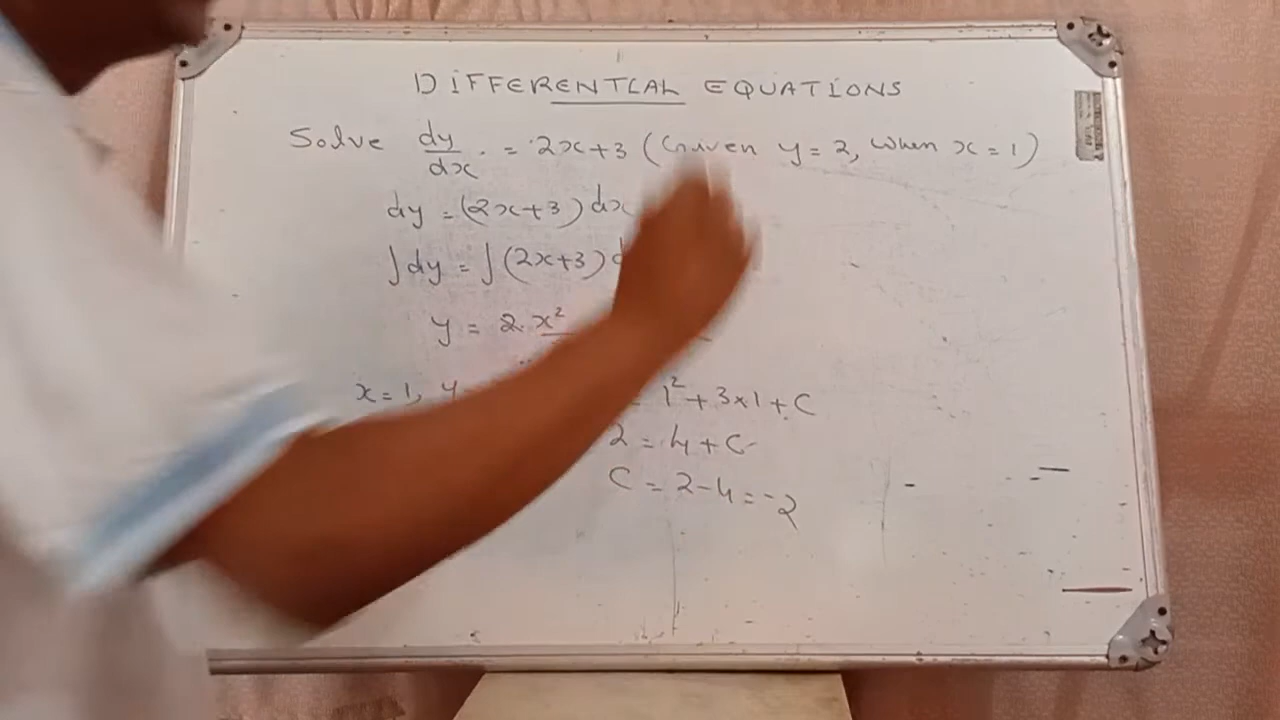 DIFFERENTIAL EQUATIONS
Solve dy/dx = 2x+3 (Given y = 2, when x = 1)
dy = (2x+3) dx
∫dy = ∫(2x+3) d
y = 2. x²
x = 1, y = 1² + 3×1 + C
2 = 4 + C
C = 2-4 = -2